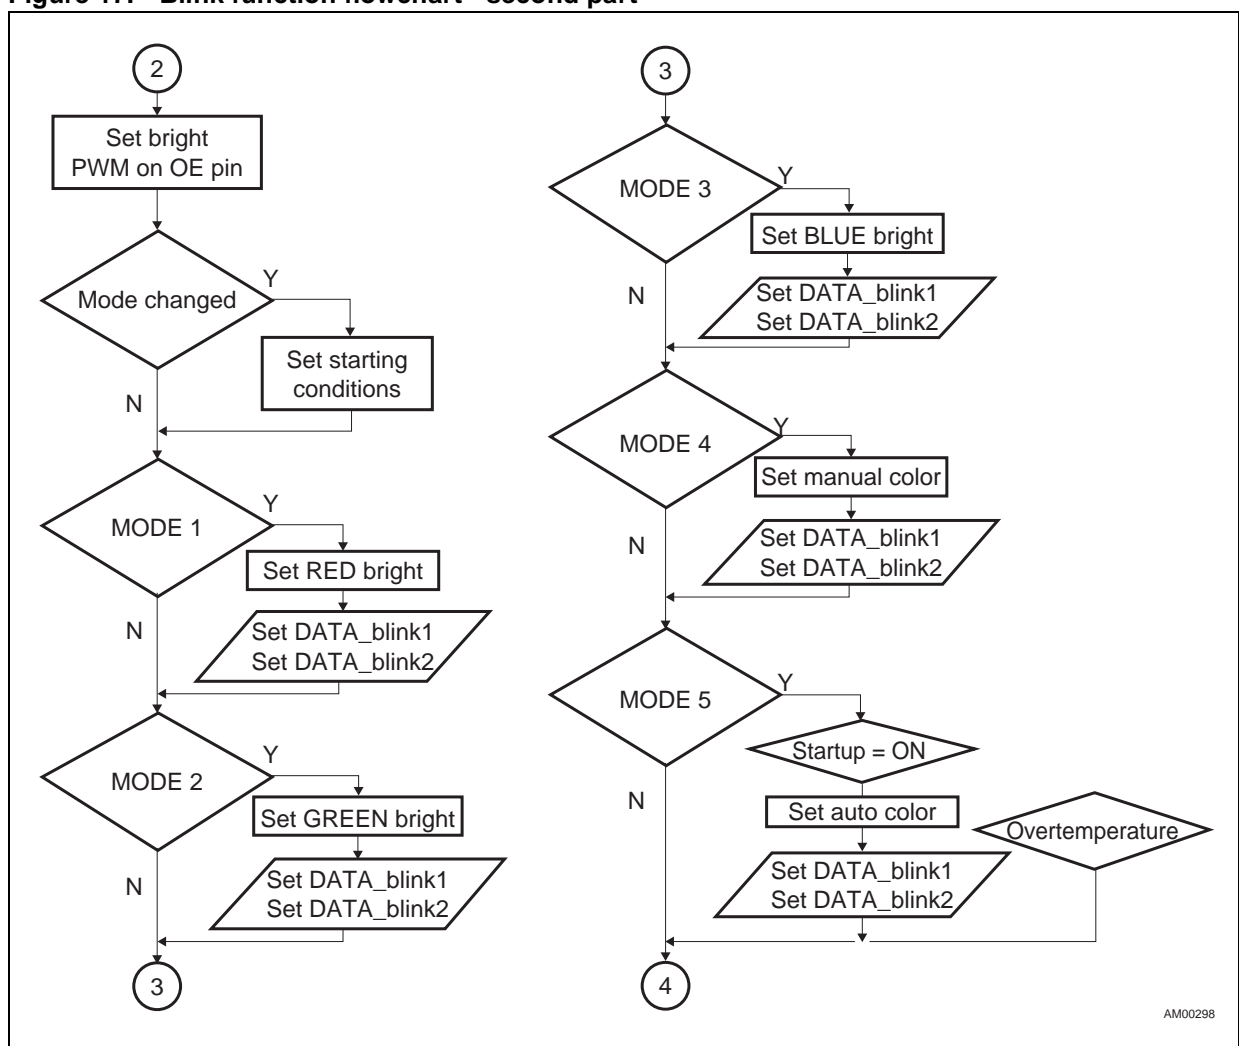 Figure 17. Blink function flowchart - second part
2
Set bright
PWM on OE pin
Mode changed
Y
Set starting
conditions
N
MODE 1
Y
Set RED bright
N
Set DATA_blink1
Set DATA_blink2
MODE 2
Y
Set GREEN bright
N
Set DATA_blink1
Set DATA_blink2
3
3
MODE 3
Y
Set BLUE bright
N
Set DATA_blink1
Set DATA_blink2
MODE 4
Y
Set manual color
N
Set DATA_blink1
Set DATA_blink2
MODE 5
Y
Startup = ON
N
Set auto color
Overtemperature
Set DATA_blink1
Set DATA_blink2
4
AM00298